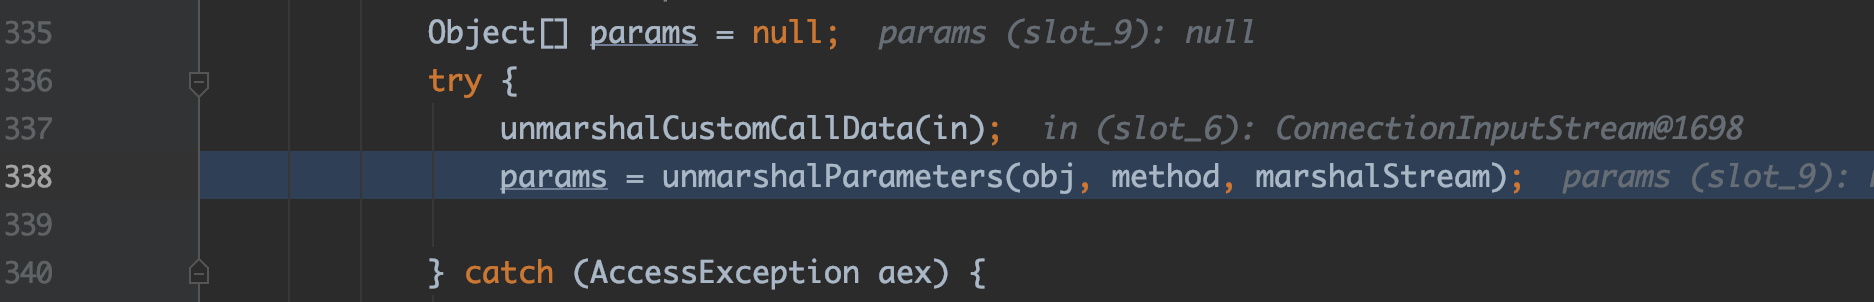 335 Object[] params = null; params (slot_9): null
336 try {
337 unmarshalCustomCallData(in); in (slot_6): ConnectionInputStream@1698
338 params = unmarshalParameters(obj, method, marshalStream); params (slot_9):
339
340 } catch (AccessException aex) {